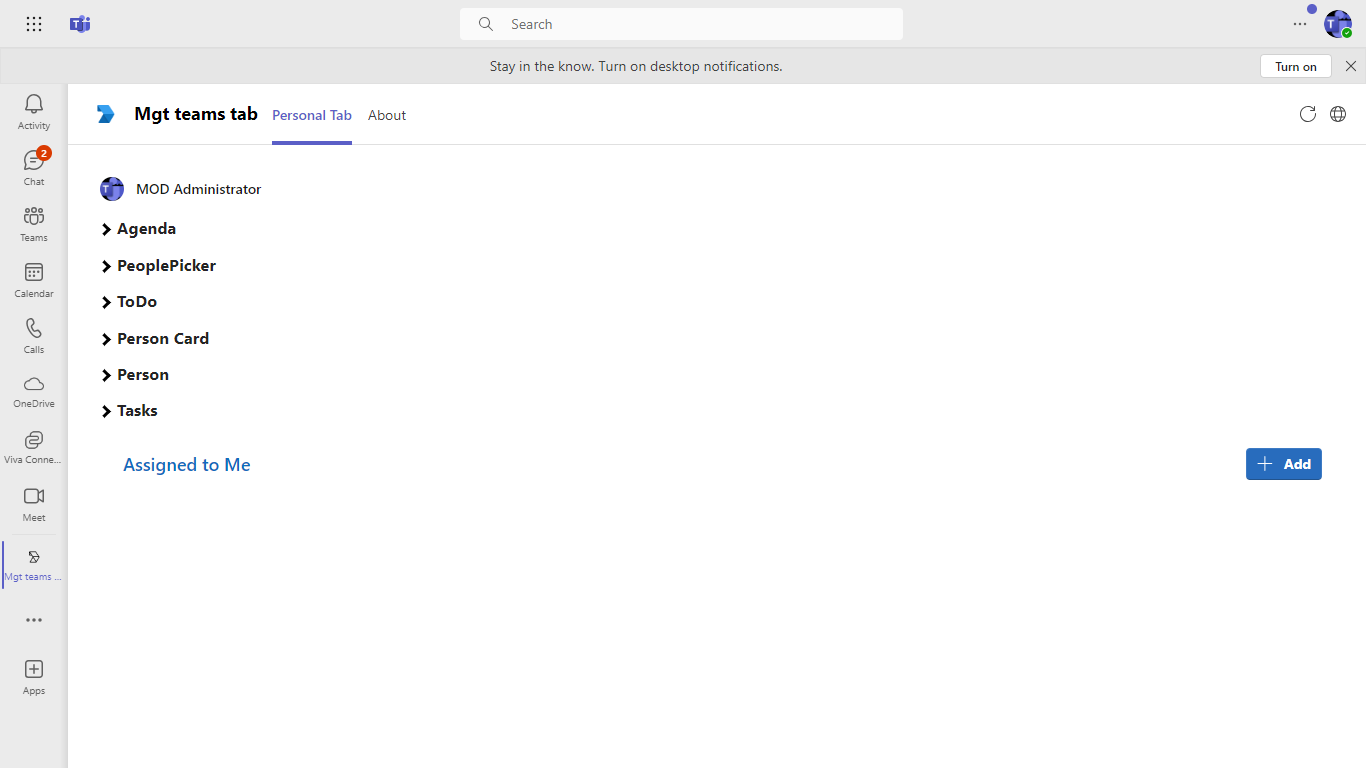 Search
Stay in the know. Turn on desktop notifications.
Turn on
Activity
2
Chat
Teams
Calendar
Calls
OneDrive
Viva Conne...
Meet
Mgt teams ...
Apps
Mgt teams tab
Personal Tab
About
MOD Administrator
Agenda
PeoplePicker
ToDo
Person Card
Person
Tasks
Assigned to Me
Add